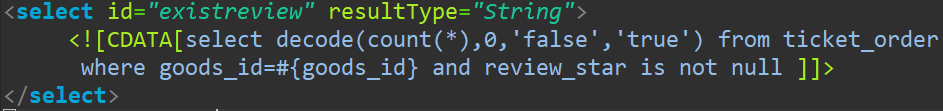 <select id="existreview" resultType="String">
<![CDATA[select decode(count(*),0,'false','true') from ticket_order
where goods_id=#{goods_id} and review_star is not null ]]>
</select>